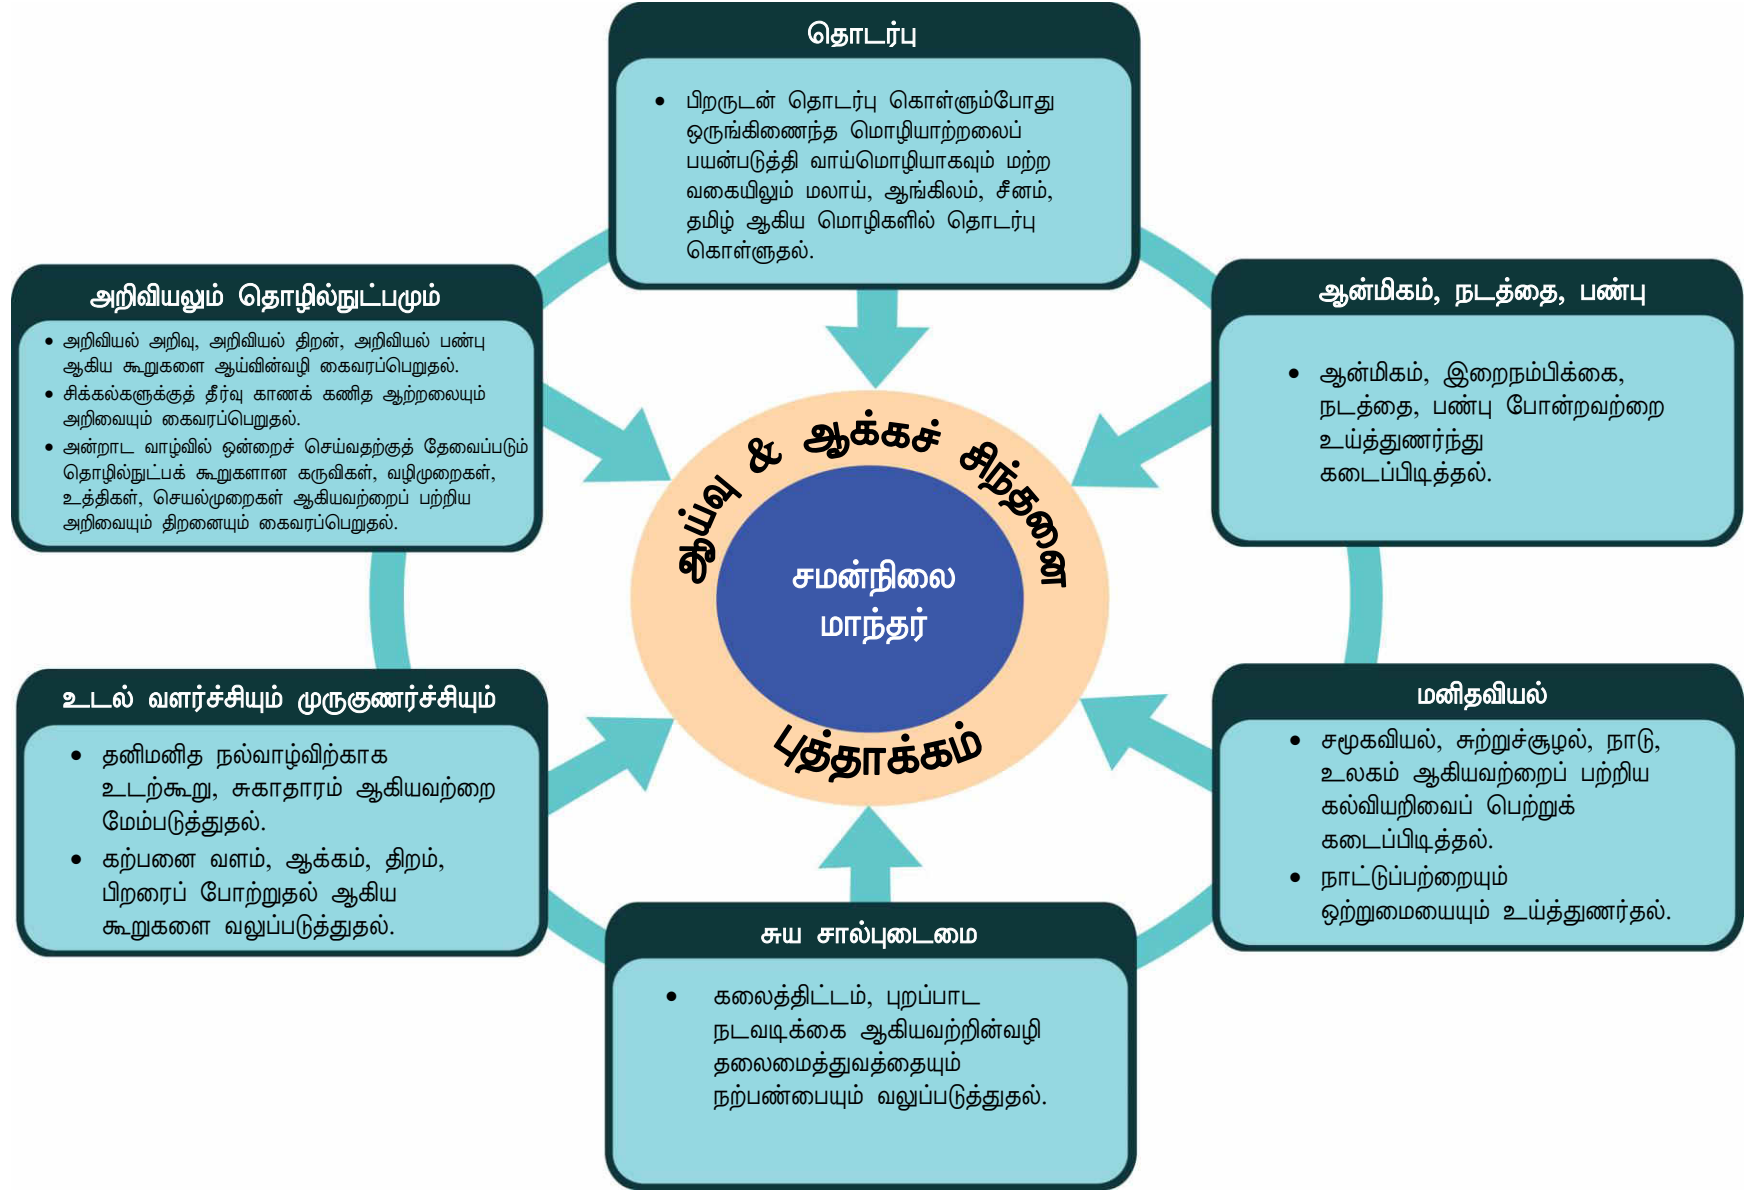 தொடர்பு
• பிறருடன் தொடர்பு கொள்ளும்போது
ஒருங்கிணைந்த மொழியாற்றலைப்
பயன்படுத்தி வாய்மொழியாகவும் மற்ற
வகையிலும் மலாய், ஆங்கிலம், சீனம்,
தமிழ் ஆகிய மொழிகளில் தொடர்பு
கொள்ளுதல்.
அறிவியலும் தொழில்நுட்பமும்
• அறிவியல் அறிவு, அறிவியல் திறன், அறிவியல் பண்பு
ஆகிய கூறுகளை ஆய்வின்வழி கைவரப்பெறுதல்.
• சிக்கல்களுக்குத் தீர்வு காணக் கணித ஆற்றலையும்
அறிவையும் கைவரப்பெறுதல்.
• அன்றாட வாழ்வில் ஒன்றைச் செய்வதற்குத் தேவைப்படும்
தொழில்நுட்பக் கூறுகளான கருவிகள், வழிமுறைகள்,
உத்திகள், செயல்முறைகள் ஆகியவற்றைப் பற்றிய
அறிவையும் திறனையும் கைவரப்பெறுதல்.
ஆன்மிகம், நடத்தை, பண்பு
• ஆன்மிகம், இறைநம்பிக்கை,
நடத்தை, பண்பு போன்றவற்றை
உய்த்துணர்ந்து
கடைப்பிடித்தல்.
ஆய்வு & ஆக்கச் சிந்தனை
சமன்நிலை
மாந்தர்
புத்தாக்கம்
உடல் வளர்ச்சியும் முருகுணர்ச்சியும்
• தனிமனித நல்வாழ்விற்காக
உடற்கூறு, சுகாதாரம் ஆகியவற்றை
மேம்படுத்துதல்.
• கற்பனை வளம், ஆக்கம், திறம்,
பிறரைப் போற்றுதல் ஆகிய
கூறுகளை வலுப்படுத்துதல்.
மனிதவியல்
• சமூகவியல், சுற்றுச்சூழல், நாடு,
உலகம் ஆகியவற்றைப் பற்றிய
கல்வியறிவைப் பெற்றுக்
கடைப்பிடித்தல்.
• நாட்டுப்பற்றையும்
ஒற்றுமையையும் உய்த்துணர்தல்.
சுய சால்புடைமை
• கலைத்திட்டம், புறப்பாட
நடவடிக்கை ஆகியவற்றின்வழி
தலைமைத்துவத்தையும்
நற்பண்பையும் வலுப்படுத்துதல்.